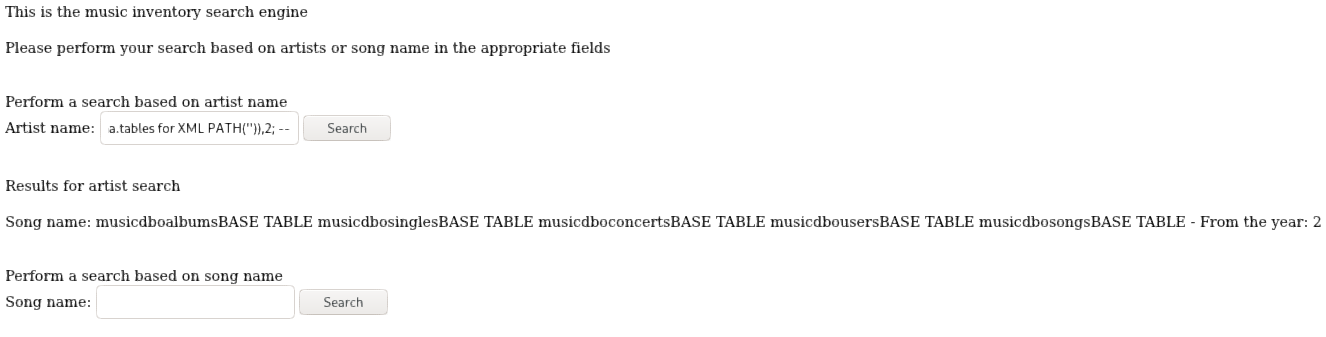 This is the music inventory search engine
Please perform your search based on artists or song name in the appropriate fields
Perform a search based on artist name
Artist name: a.tables for XML PATH('')),2; -- Search
Results for artist search
Song name: musicdboalbumsBASE TABLE musicdbosinglesBASE TABLE musicdboconcertsBASE TABLE musicdbousersBASE TABLE musicdbosongsBASE TABLE - From the year: 2
Perform a search based on song name
Song name: Search